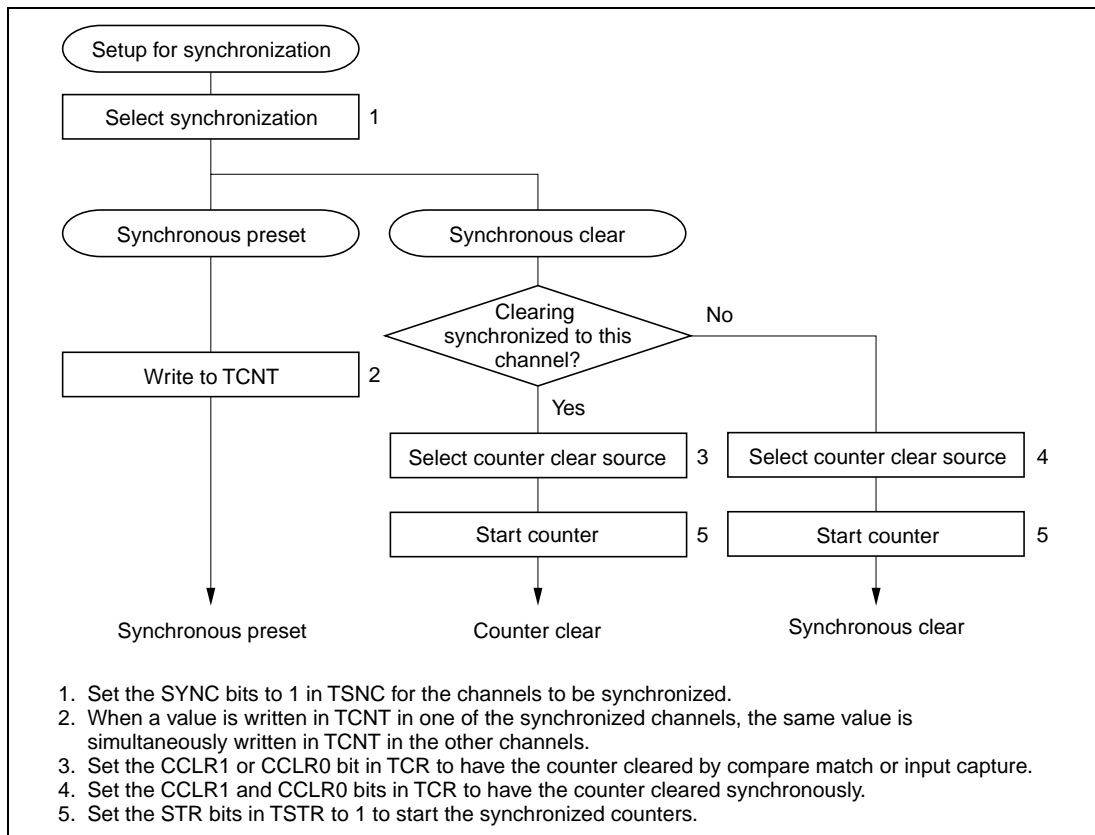 Setup for synchronization
Select synchronization 1
Synchronous preset
Synchronous clear
Clearing
synchronized to this
channel?
No
Write to TCNT 2
Yes
Select counter clear source 3
Select counter clear source 4
Start counter 5
Start counter 5
Synchronous preset
Counter clear
Synchronous clear
1. Set the SYNC bits to 1 in TSNC for the channels to be synchronized.
2. When a value is written in TCNT in one of the synchronized channels, the same value is
simultaneously written in TCNT in the other channels.
3. Set the CCLR1 or CCLR0 bit in TCR to have the counter cleared by compare match or input capture.
4. Set the CCLR1 and CCLR0 bits in TCR to have the counter cleared synchronously.
5. Set the STR bits in TSTR to 1 to start the synchronized counters.